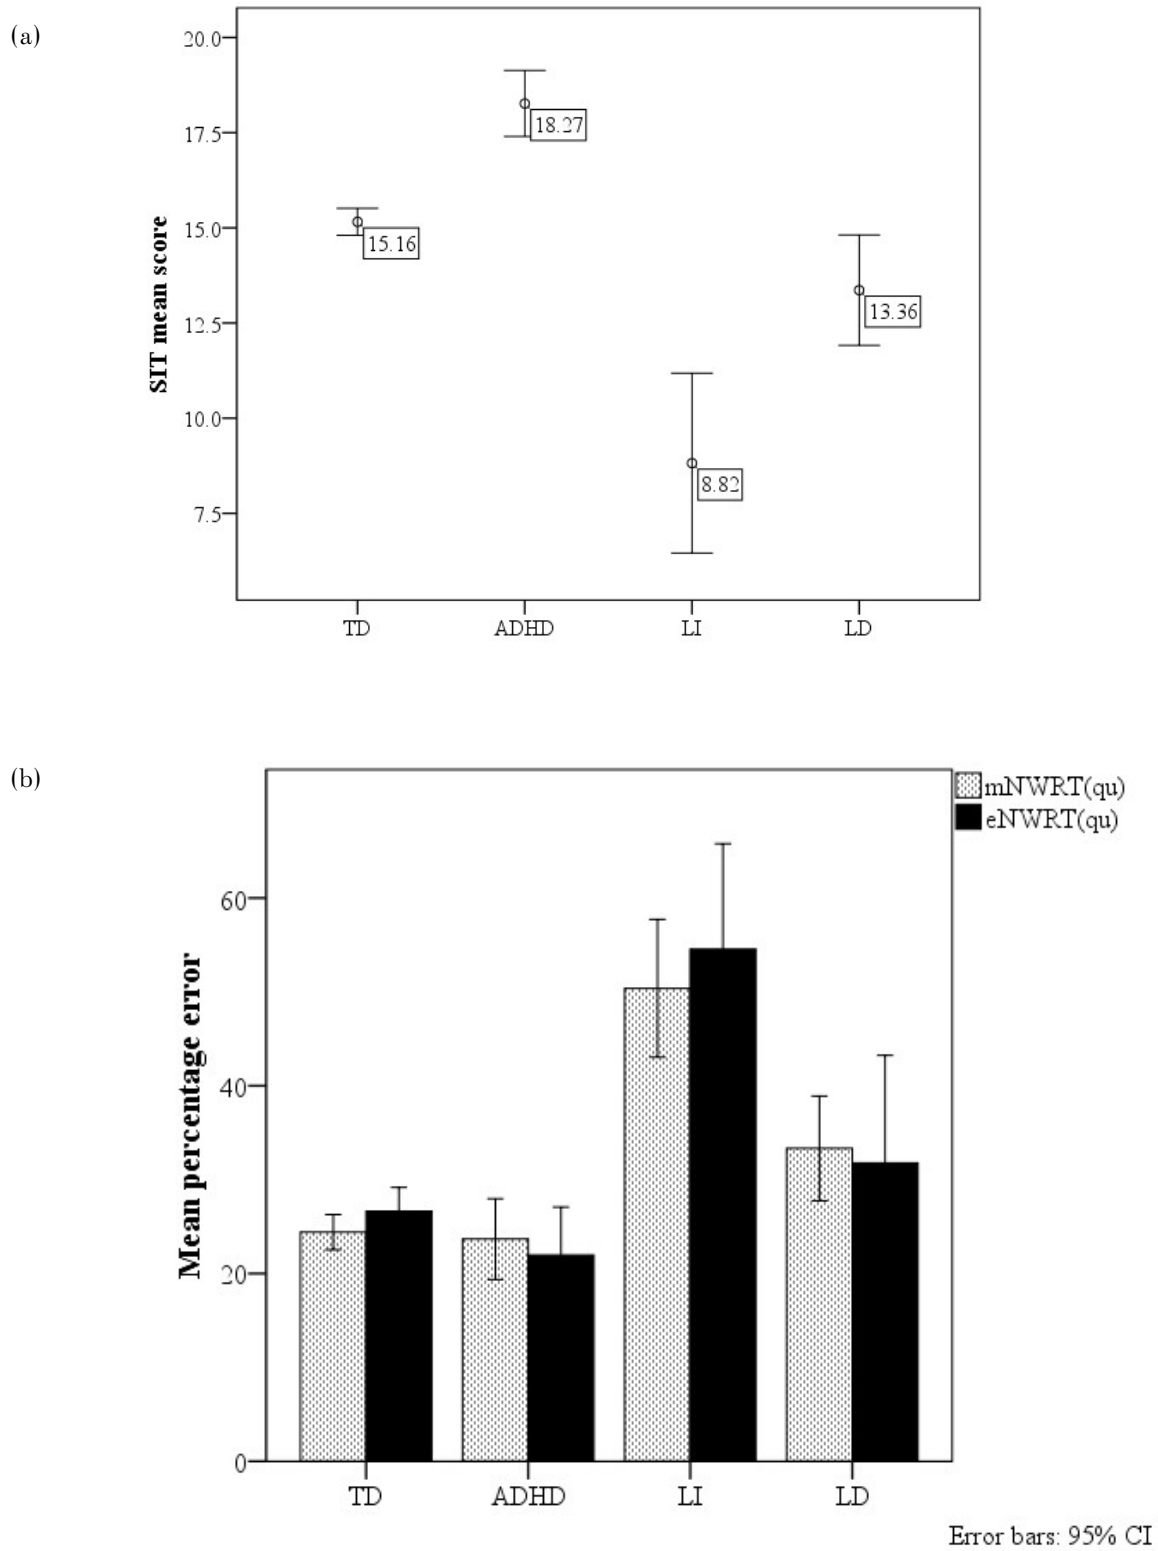 (a)
SIT mean score
20.0
17.5
15.0
12.5
10.0
7.5
15.16
18.27
8.82
13.36
TD ADHD LI LD
(b)
mNWRT(qu)
eNWRT(qu)
Mean percentage error
60
40
20
0
TD ADHD LI LD
Error bars: 95% CI